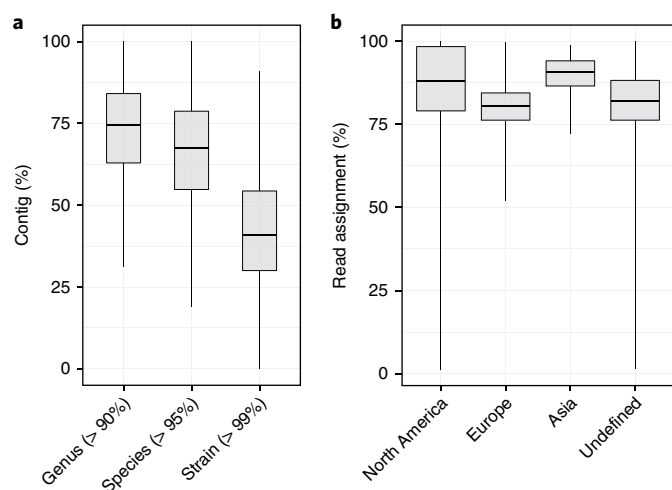 a
Contig (%)
100
75
50
25
0
Genus (> 90%)
Species (> 95%)
Strain (> 99%)
b
Read assignment (%)
100
75
50
25
0
North America
Europe
Asia
Undefined